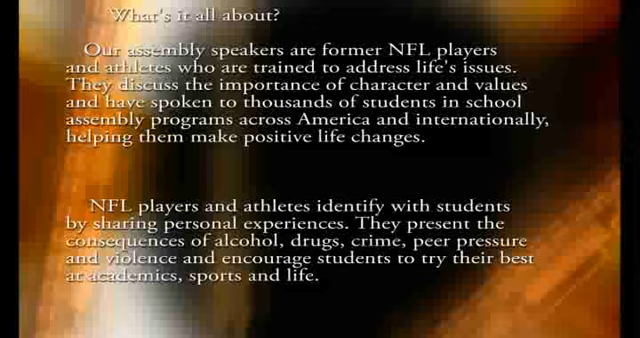 What's it all about?
Our assembly speakers are former NFL players
and athletes who are trained to address life's issues.
They discuss the importance of character and values
and have spoken to thousands of students in school
assembly programs across America and internationally,
helping them make positive life changes.
NFL players and athletes identify with students
by sharing personal experiences. They present the
consequences of alcohol, drugs, crime, peer pressure
and violence and encourage students to try their best
at academics, sports and life.